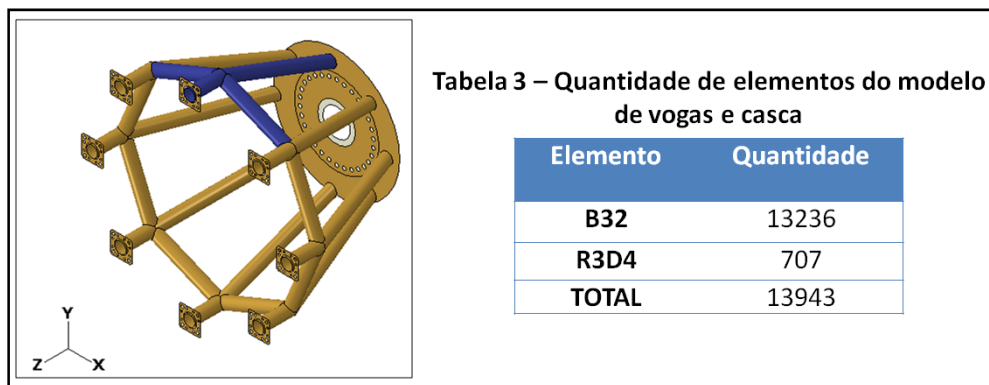 Tabela 3 – Quantidade de elementos do modelo
de vogas e casca
Elemento Quantidade
B32 13236
R3D4 707
TOTAL 13943
Y
Z X